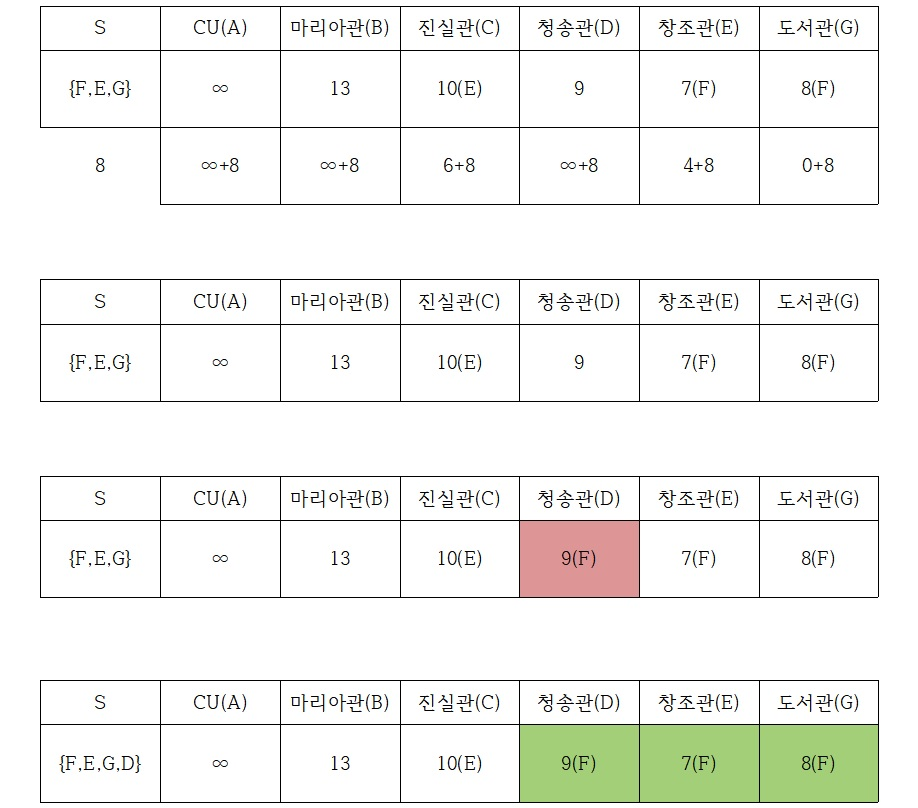 S CU(A) 마리아관(B) 진실관(C) 청송관(D) 창조관(E) 도서관(G)
{F,E,G} ∞ 13 10(E) 9 7(F) 8(F)
8 ∞+8 ∞+8 6+8 ∞+8 4+8 0+8
S CU(A) 마리아관(B) 진실관(C) 청송관(D) 창조관(E) 도서관(G)
{F,E,G} ∞ 13 10(E) 9 7(F) 8(F)
S CU(A) 마리아관(B) 진실관(C) 청송관(D) 창조관(E) 도서관(G)
{F,E,G} ∞ 13 10(E) 9(F) 7(F) 8(F)
S CU(A) 마리아관(B) 진실관(C) 청송관(D) 창조관(E) 도서관(G)
{F,E,G,D} ∞ 13 10(E) 9(F) 7(F) 8(F)